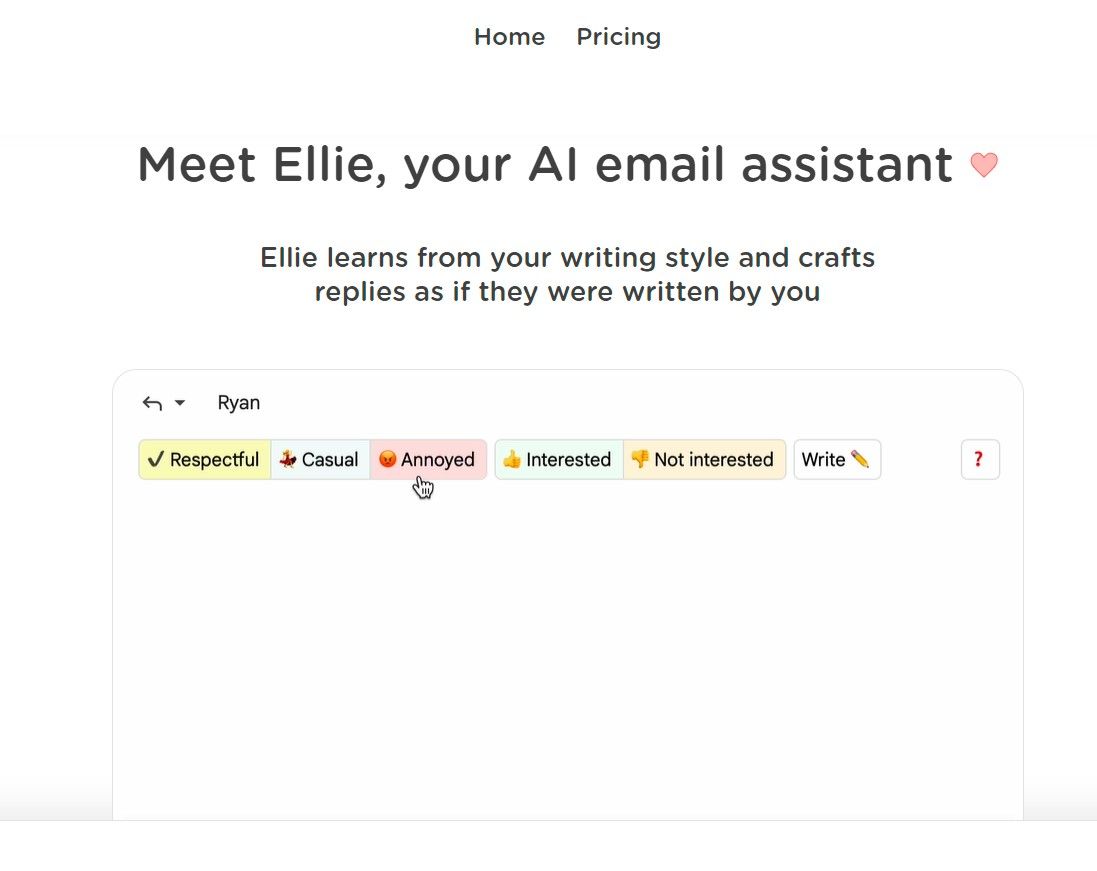 Home Pricing
Meet Ellie, your AI email assistant
Ellie learns from your writing style and crafts
replies as if they were written by you
Ryan
Respectful Casual Annoyed Interested Not interested Write ?